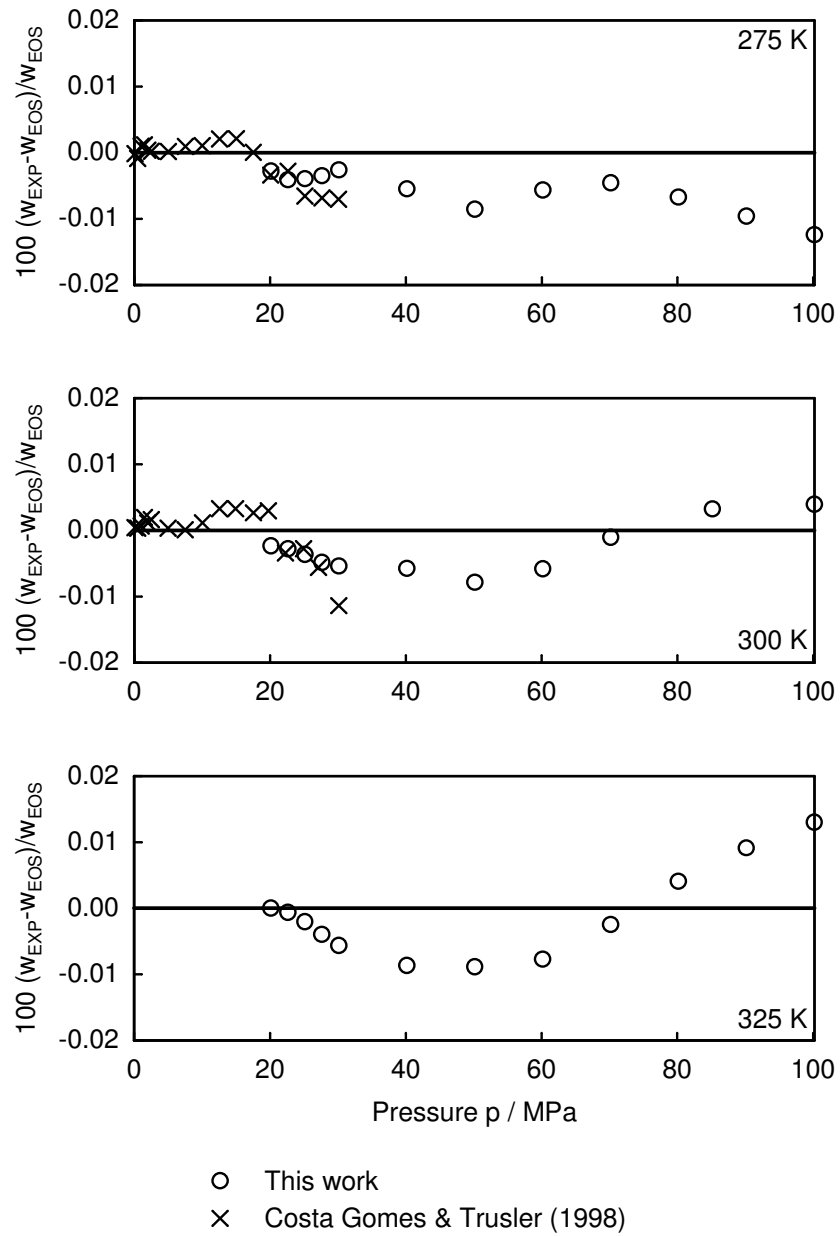 0.02
275 K
0.01
0.00
-0.01
-0.02
100 (wEXP-wEOS)/wEOS
0 20 40 60 80 100
0.02
0.01
0.00
-0.01
300 K
-0.02
100 (wEXP-wEOS)/wEOS
0 20 40 60 80 100
0.02
0.01
0.00
-0.01
325 K
-0.02
100 (wEXP-wEOS)/wEOS
0 20 40 60 80 100
Pressure p / MPa
This work
Costa Gomes & Trusler (1998)